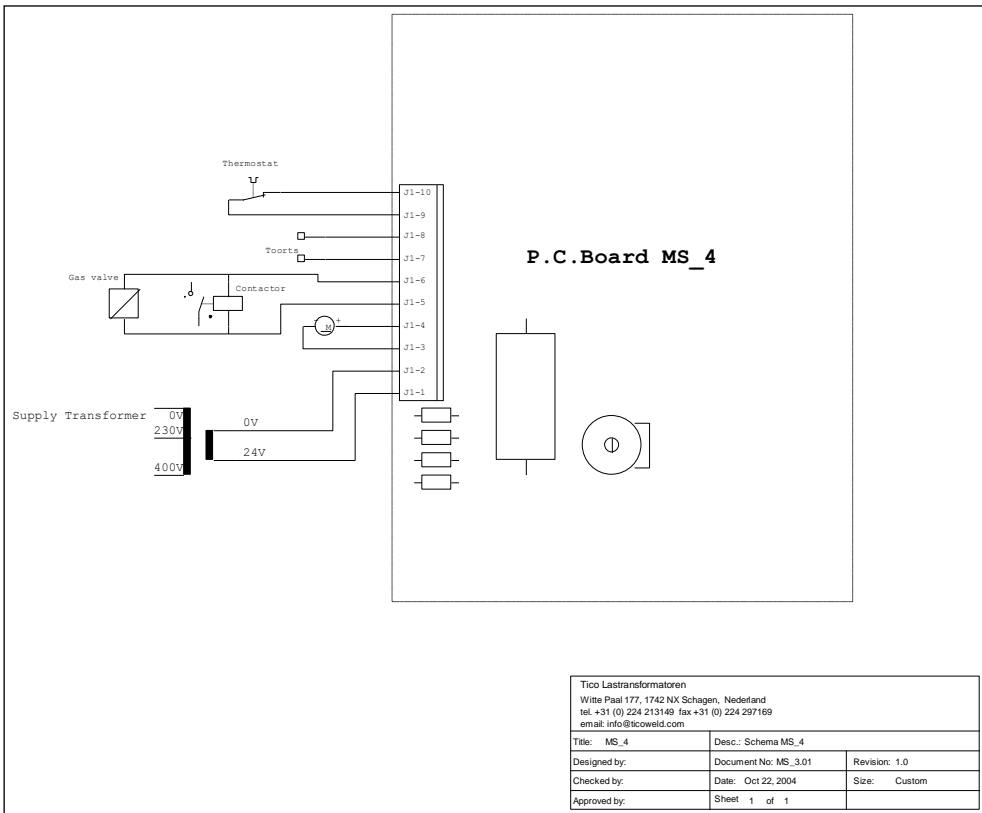 Thermostat
J1-10
J1-9
J1-8
Toorts
J1-7
Gas valve
J1-6
Contactor
J1-5
- M +
J1-4
J1-3
J1-2
J1-1
P.C.Board MS_4
Supply Transformer
0V
230V
400V
0V
24V
Tico Lastransformatoren
Witte Paal 177, 1742 NX Schagen, Nederland
tel. +31 (0) 224 213149 fax +31 (0) 224 297169
email: info@ticoweld.com
Title: MS_4 Desc.: Schema MS_4
Designed by: Document No: MS_3.01 Revision: 1.0
Checked by: Date: Oct 22, 2004 Size: Custom
Approved by: Sheet 1 of 1